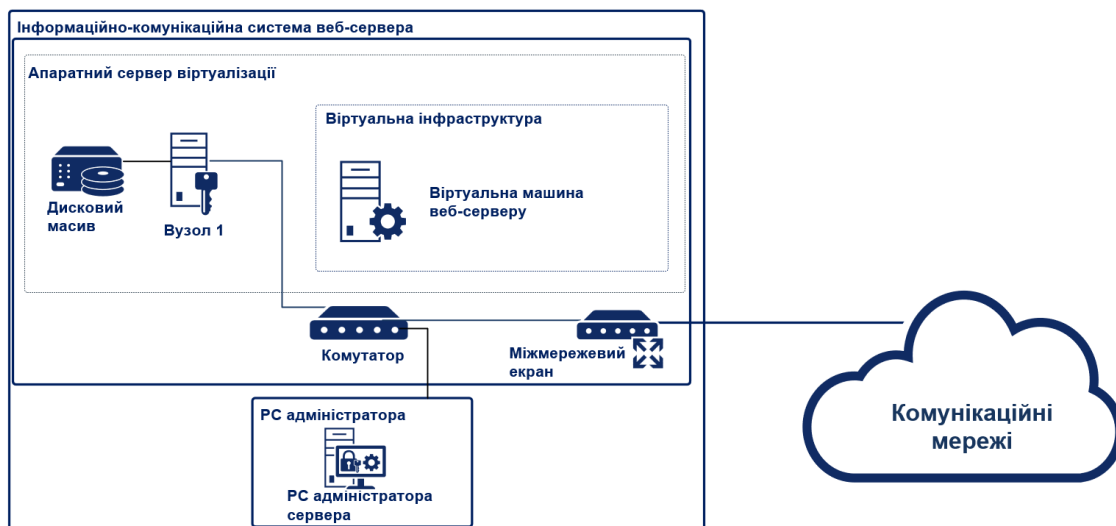 Інформаційно-комунікаційна система веб-сервера
Апаратний сервер віртуалізації
Віртуальна інфраструктура
Віртуальна машина
веб-серверу
Дисковий
масив
Вузол 1
Комутатор
Міжмережевий
екран
РС адміністратора
РС адміністратора
сервера
Комунікаційні
мережі